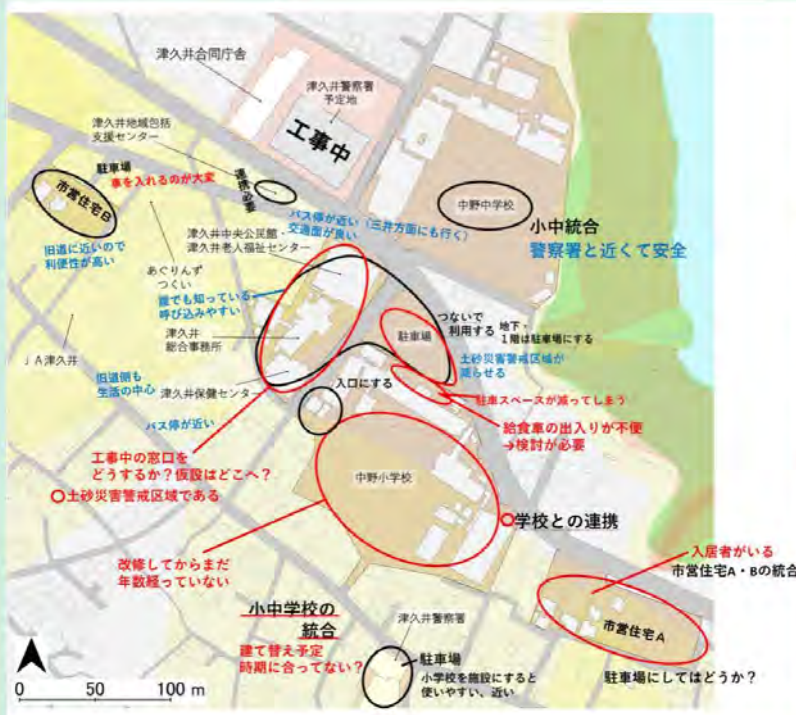 津久井合同庁舎
津久井警察署
予定地
工事中
津久井地域包括
支援センター
駐車場
車を入れるのが大変
市営住宅B
連携必要
中野中学校
小中統合
警察署と近くて安全
バス停が近い（三井方面にも行く）
交通面が良い
津久井中央公民館・
津久井老人福祉センター
旧道に近いので
利便性が高い
あぐりんず
つくい
誰でも知っている
呼び込みやすい
つないで
利用する
地下・
1階は駐車場にする
駐車場
津久井
総合事務所
土砂災害警戒区域が
減らせる
ＪＡ津久井
旧道側も
生活の中心
津久井保健センター
入口にする
駐車スペースが減ってしまう
バス停が近い
給食車の出入りが不便
→検討が必要
工事中の窓口を
どうするか？仮設はどこへ？
○土砂災害警戒区域である
中野小学校
○学校との連携
改修してからまだ
年数経っていない
入居者がいる
市営住宅A・Bの統合
小中学校の
統合
建て替え予定
時期に合ってない？
津久井警察署
駐車場
小学校を施設にすると
使いやすい、近い
市営住宅A
駐車場にしてはどうか？
0 50 100 m